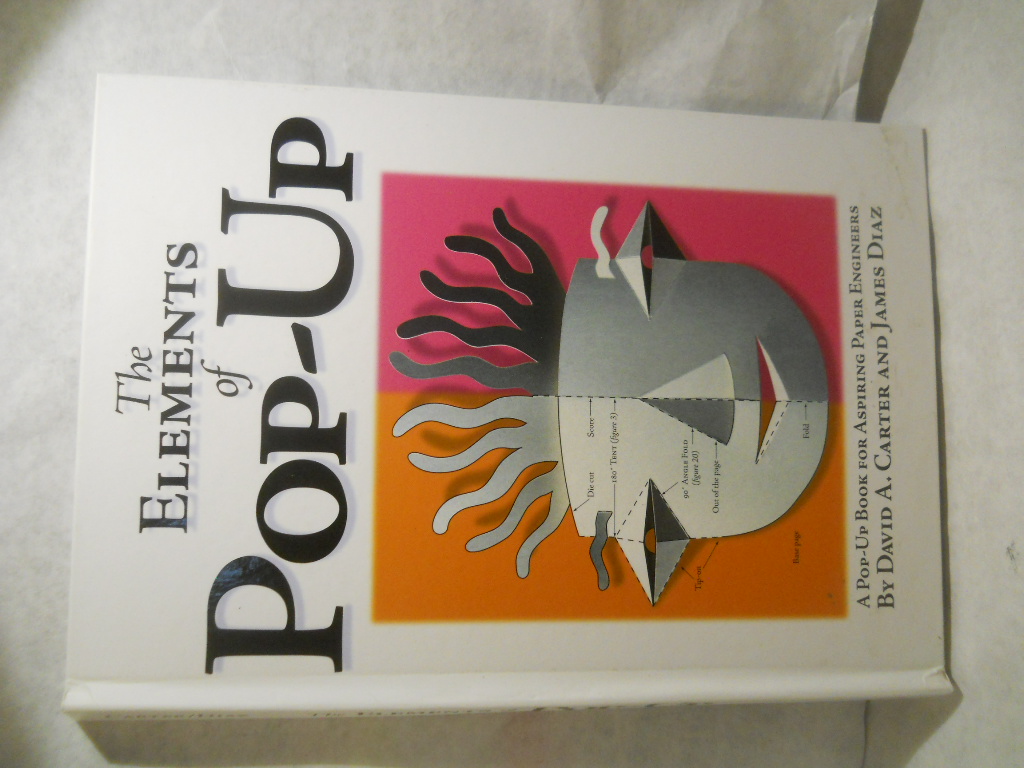 The
ELEMENTS
of
POP-UP
Die cut
Score
180° TENT (figure 3)
90° ANGLE FOLD
(figure 20)
Out of the page
Tip-on
Fold
Base page
A POP-UP BOOK FOR ASPIRING PAPER ENGINEERS
BY DAVID A. CARTER AND JAMES DIAZ